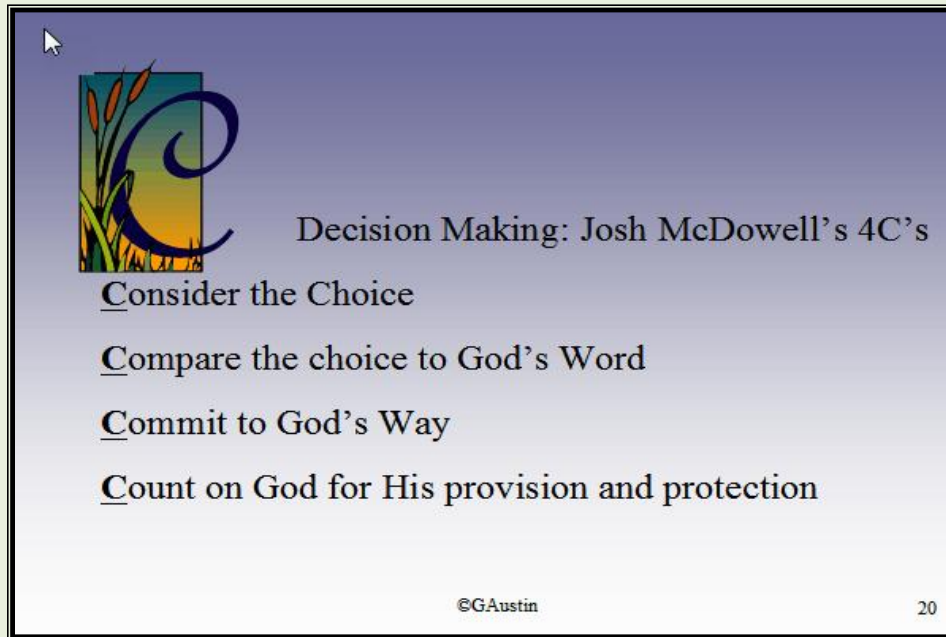 C
Decision Making: Josh McDowell’s 4C’s
Consider the Choice
Compare the choice to God’s Word
Commit to God’s Way
Count on God for His provision and protection
©GAustin
20